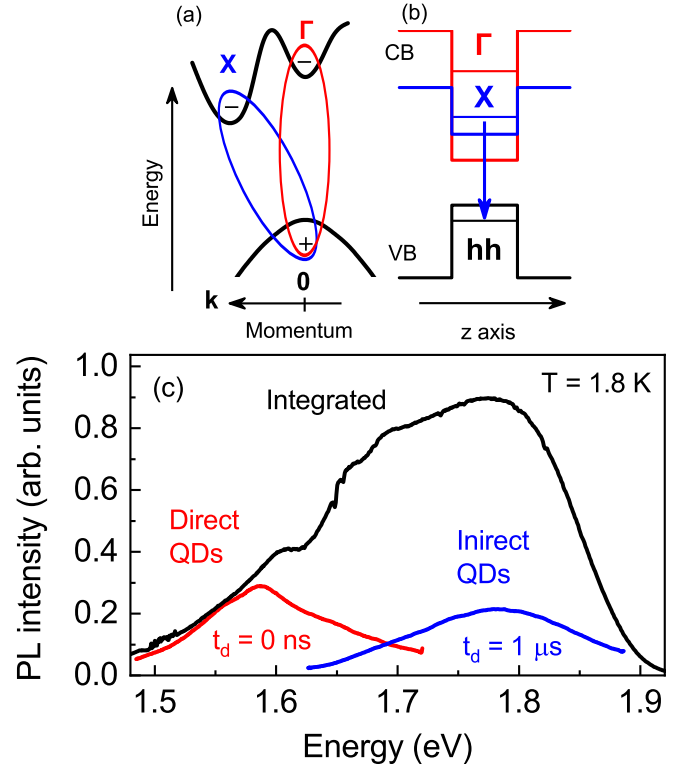 (a)
Γ
X
−
−
+
0
k
Energy
Momentum
(b)
CB
Γ
X
VB
hh
z axis
(c)
Integrated
T = 1.8 K
Direct
QDs
Inirect
QDs
t_d = 0 ns
t_d = 1 μs
PL intensity (arb. units)
1.0
0.8
0.6
0.4
0.2
0.0
1.5 1.6 1.7 1.8 1.9
Energy (eV)